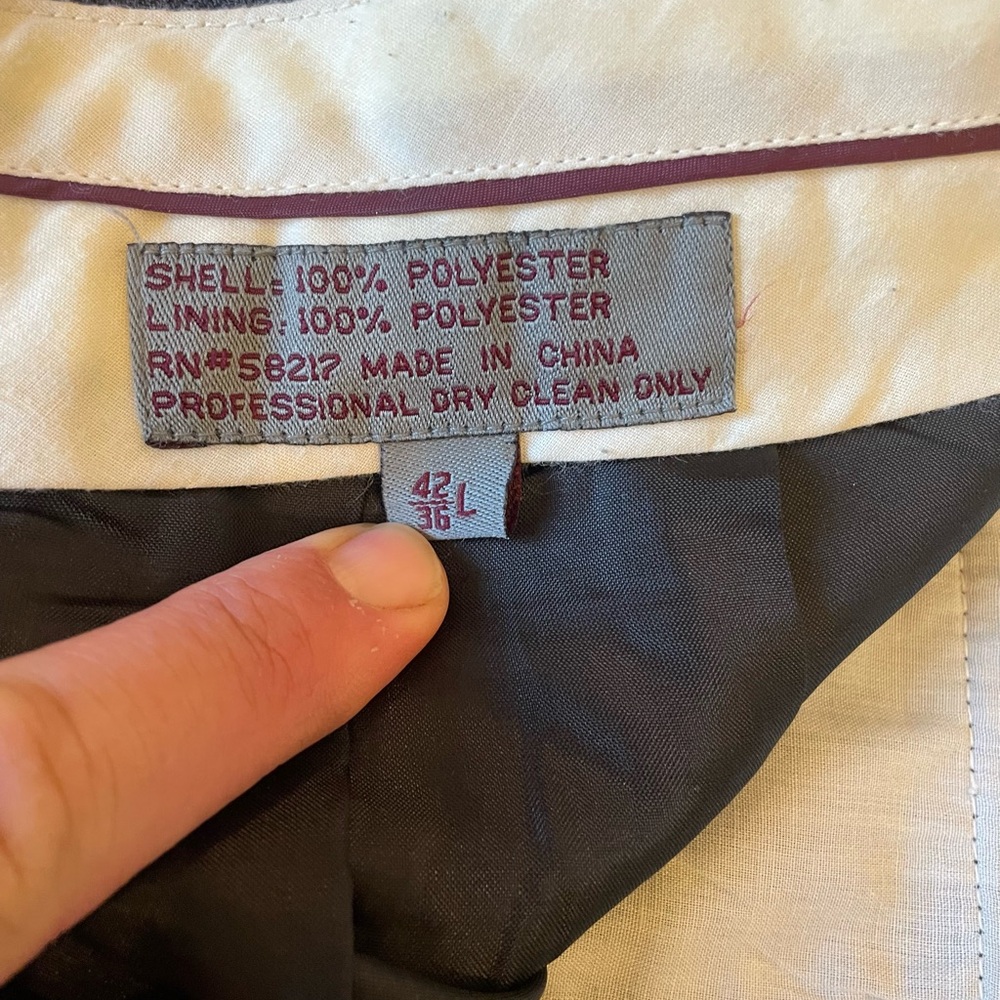 SHELL: 100% POLYESTER
LINING: 100% POLYESTER
RN#58217 MADE IN CHINA
PROFESSIONAL DRY CLEAN ONLY
42
36 L